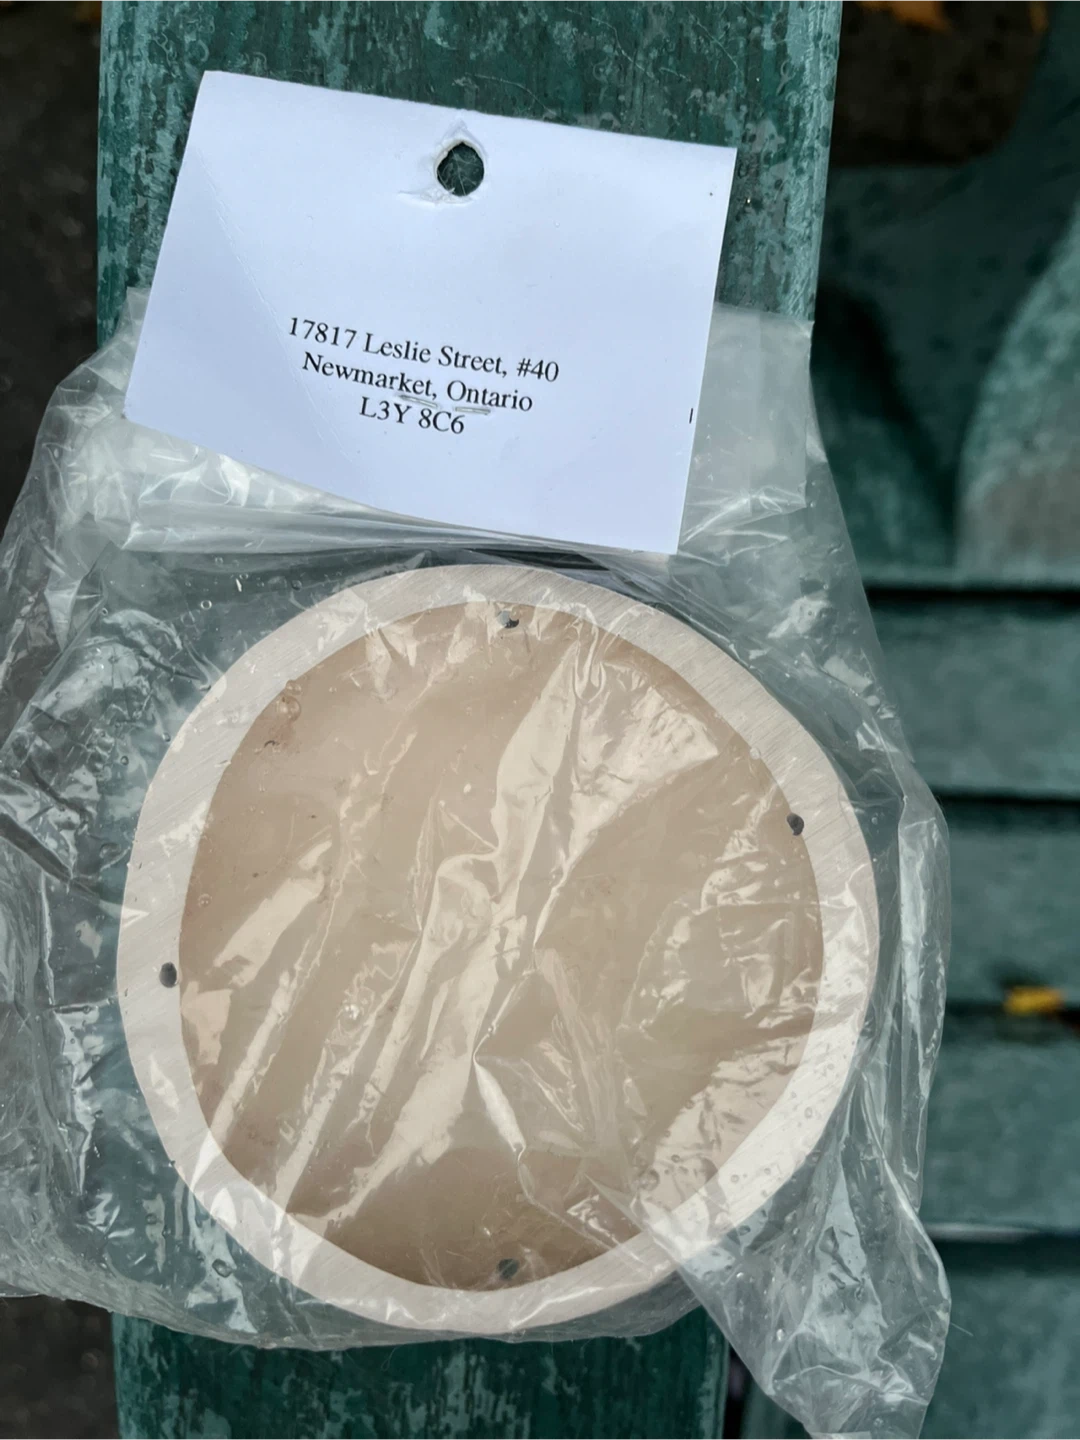 17817 Leslie Street, #40
Newmarket, Ontario
L3Y 8C6